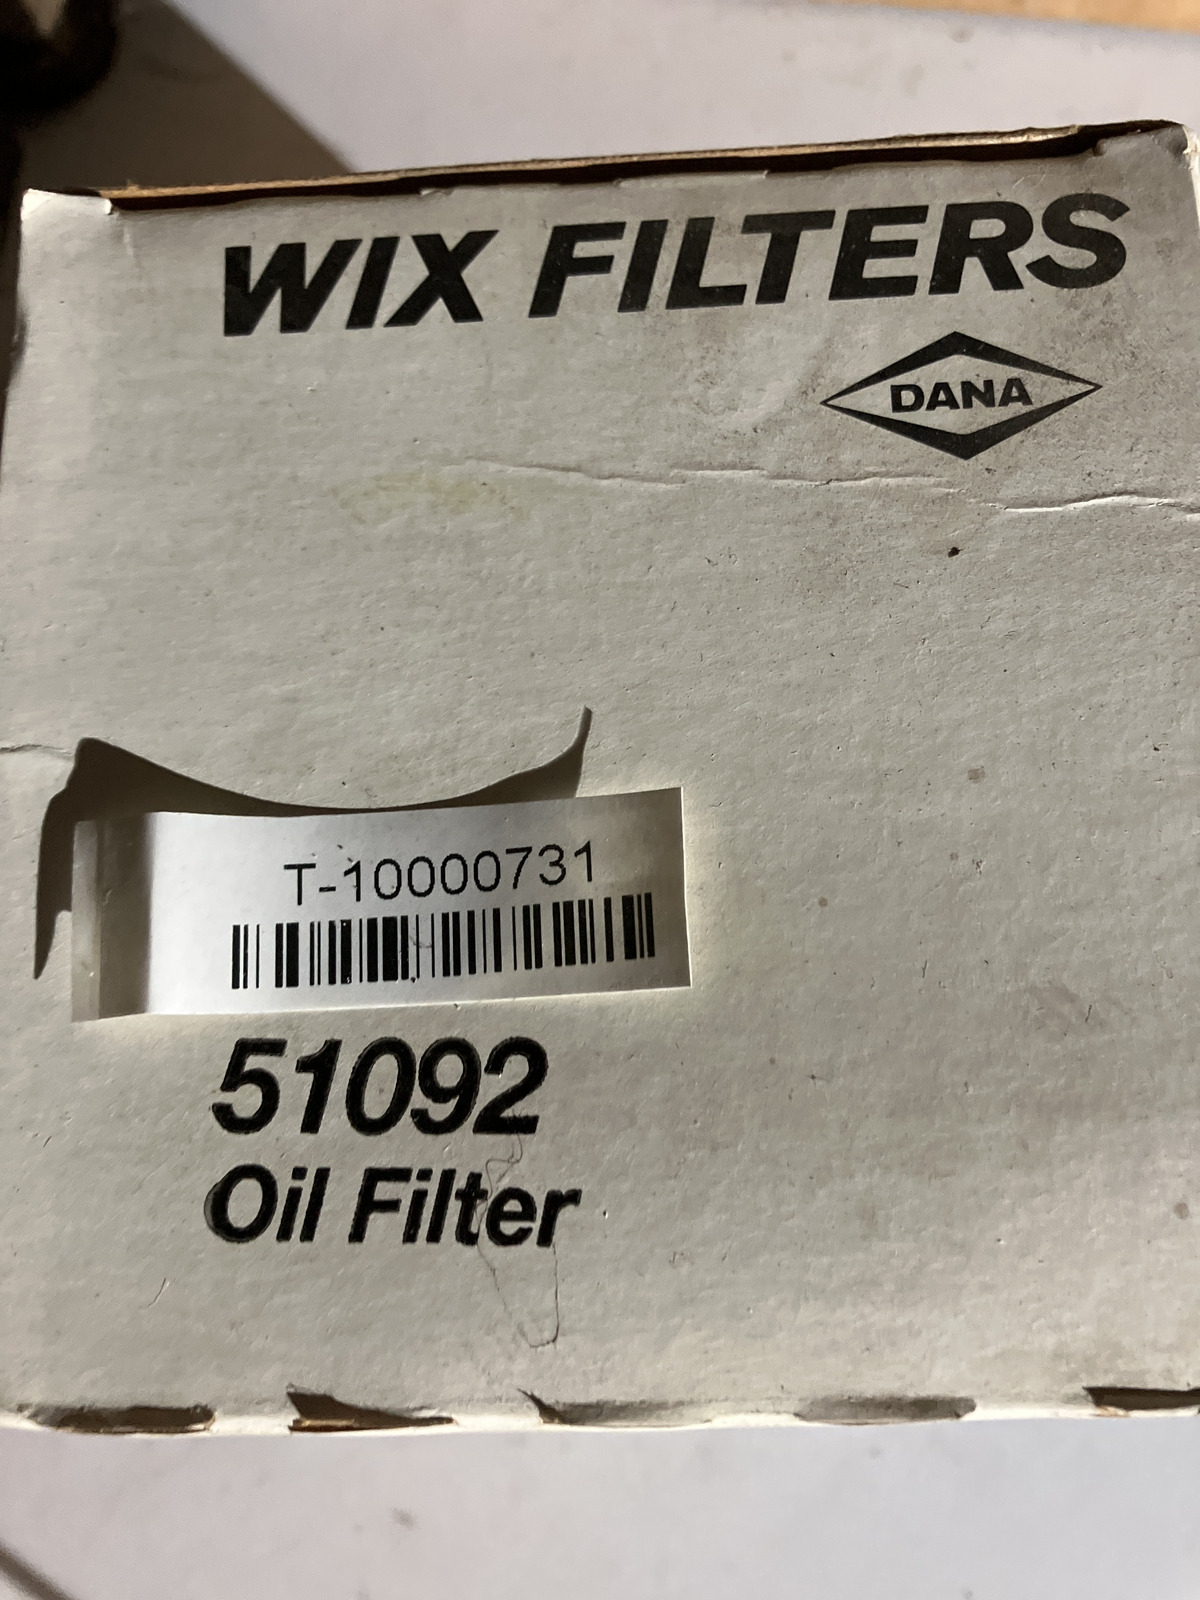 WIX FILTERS
DANA
T-10000731
51092
Oil Filter